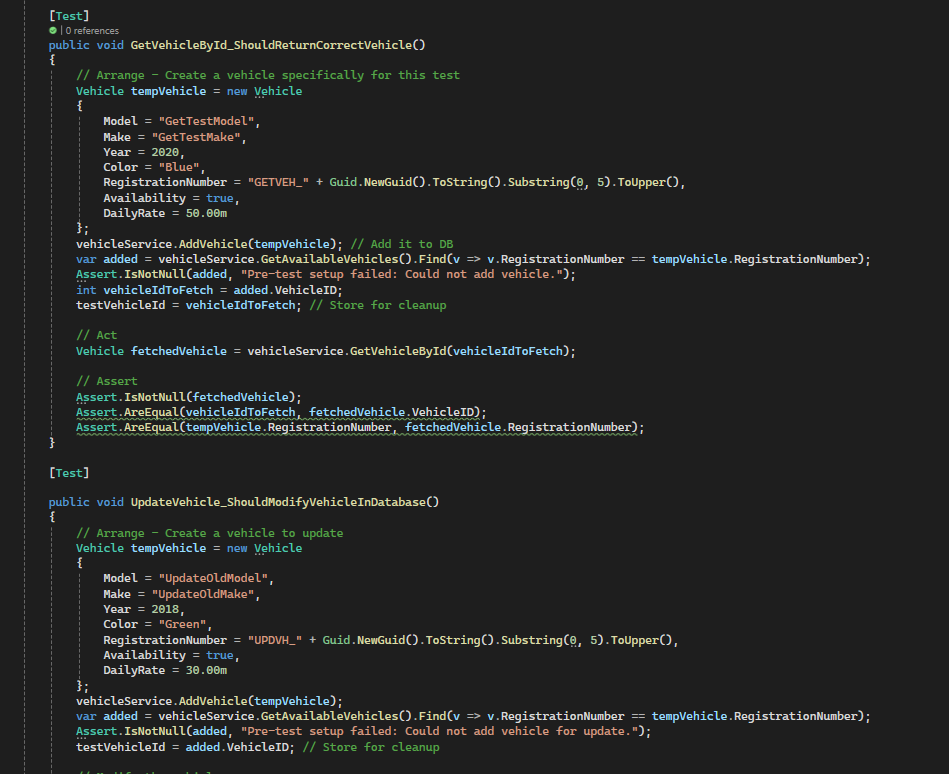 [Test]
| 0 references
public void GetVehicleById_ShouldReturnCorrectVehicle()
{
// Arrange - Create a vehicle specifically for this test
Vehicle tempVehicle = new Vehicle
{
Model = "GetTestModel",
Make = "GetTestMake",
Year = 2020,
Color = "Blue",
RegistrationNumber = "GETVEH_" + Guid.NewGuid().ToString().Substring(0, 5).ToUpper(),
Availability = true,
DailyRate = 50.00m
};
vehicleService.AddVehicle(tempVehicle); // Add it to DB
var added = vehicleService.GetAvailableVehicles().Find(v => v.RegistrationNumber == tempVehicle.RegistrationNumber);
Assert.IsNotNull(added, "Pre-test setup failed: Could not add vehicle.");
int vehicleIdToFetch = added.VehicleID;
testVehicleId = vehicleIdToFetch; // Store for cleanup
// Act
Vehicle fetchedVehicle = vehicleService.GetVehicleById(vehicleIdToFetch);
// Assert
Assert.IsNotNull(fetchedVehicle);
Assert.AreEqual(vehicleIdToFetch, fetchedVehicle.VehicleID);
Assert.AreEqual(tempVehicle.RegistrationNumber, fetchedVehicle.RegistrationNumber);
}
[Test]
public void UpdateVehicle_ShouldModifyVehicleInDatabase()
{
// Arrange - Create a vehicle to update
Vehicle tempVehicle = new Vehicle
{
Model = "UpdateOldModel",
Make = "UpdateOldMake",
Year = 2018,
Color = "Green",
RegistrationNumber = "UPDVH_" + Guid.NewGuid().ToString().Substring(0, 5).ToUpper(),
Availability = true,
DailyRate = 30.00m
};
vehicleService.AddVehicle(tempVehicle);
var added = vehicleService.GetAvailableVehicles().Find(v => v.RegistrationNumber == tempVehicle.RegistrationNumber);
Assert.IsNotNull(added, "Pre-test setup failed: Could not add vehicle for update.");
testVehicleId = added.VehicleID; // Store for cleanup